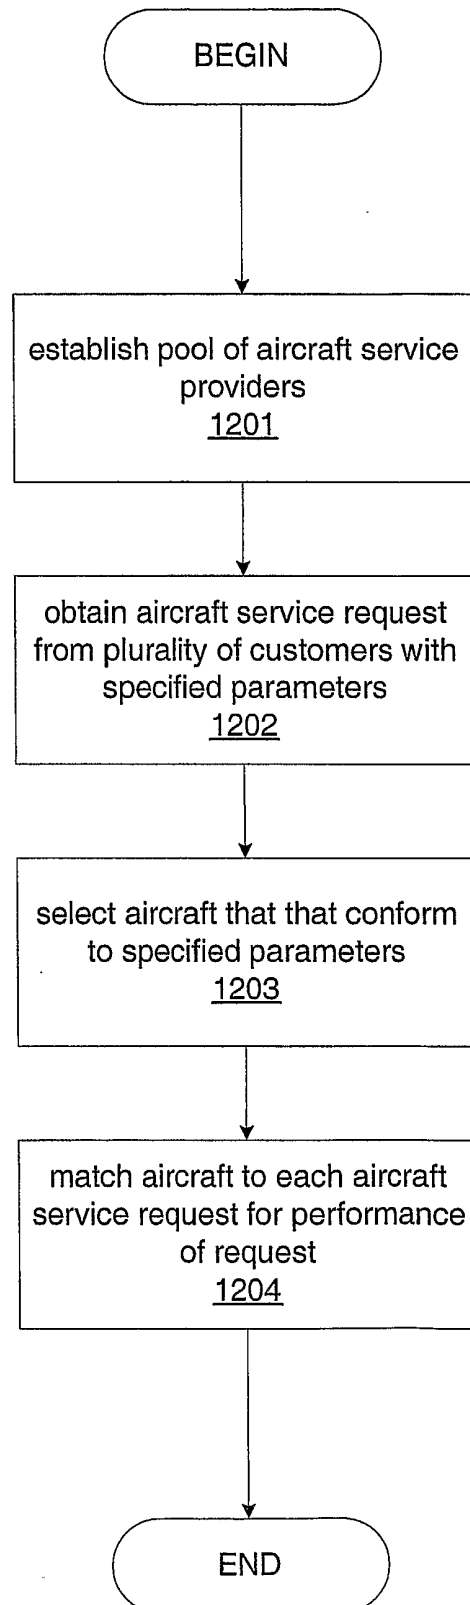 BEGIN
establish pool of aircraft service
providers
1201
obtain aircraft service request
from plurality of customers with
specified parameters
1202
select aircraft that that conform
to specified parameters
1203
match aircraft to each aircraft
service request for performance
of request
1204
END